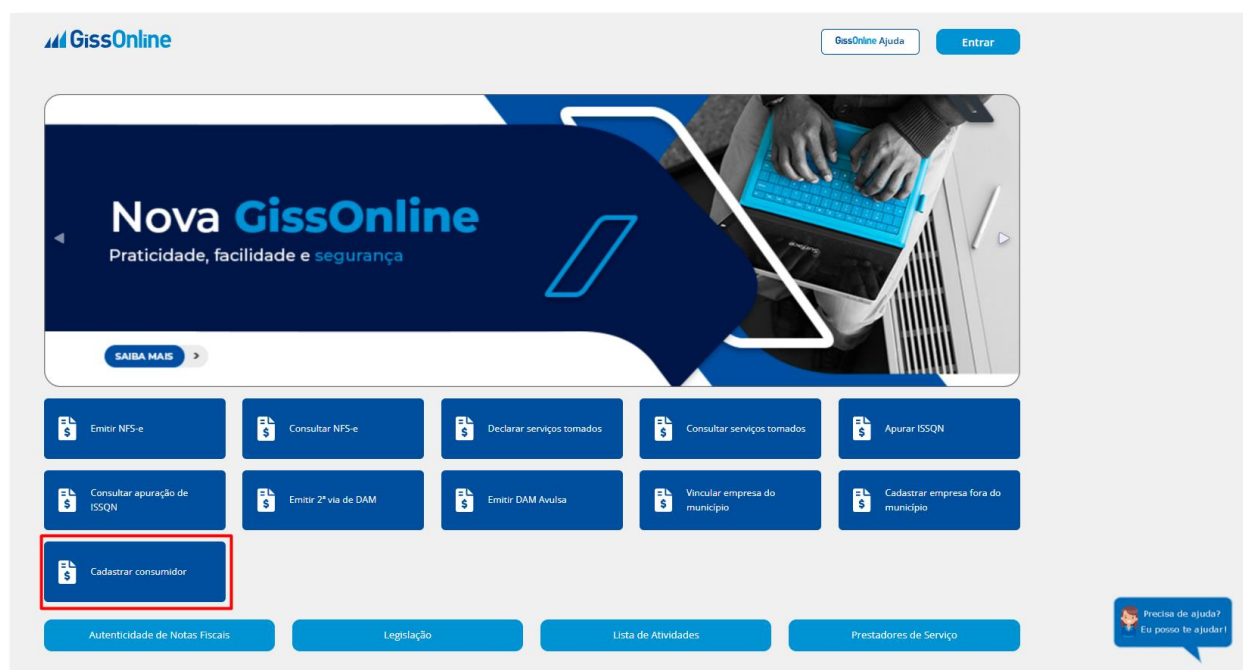 GissOnline
GissOnline Ajuda
Entrar
Nova GissOnline
Praticidade, facilidade e segurança
SAIBA MAIS
Emitir NFS-e
Consultar NFS-e
Declarar serviços tomados
Consultar serviços tomados
Apurar ISSQN
Consultar apuração de
ISSQN
Emitir 2ª via de DAM
Emitir DAM Avulsa
Vincular empresa do
município
Cadastrar empresa fora do
município
Cadastrar consumidor
Autenticidade de Notas Fiscais
Legislação
Lista de Atividades
Prestadores de Serviço
Precisa de ajuda?
Eu posso te ajudar!